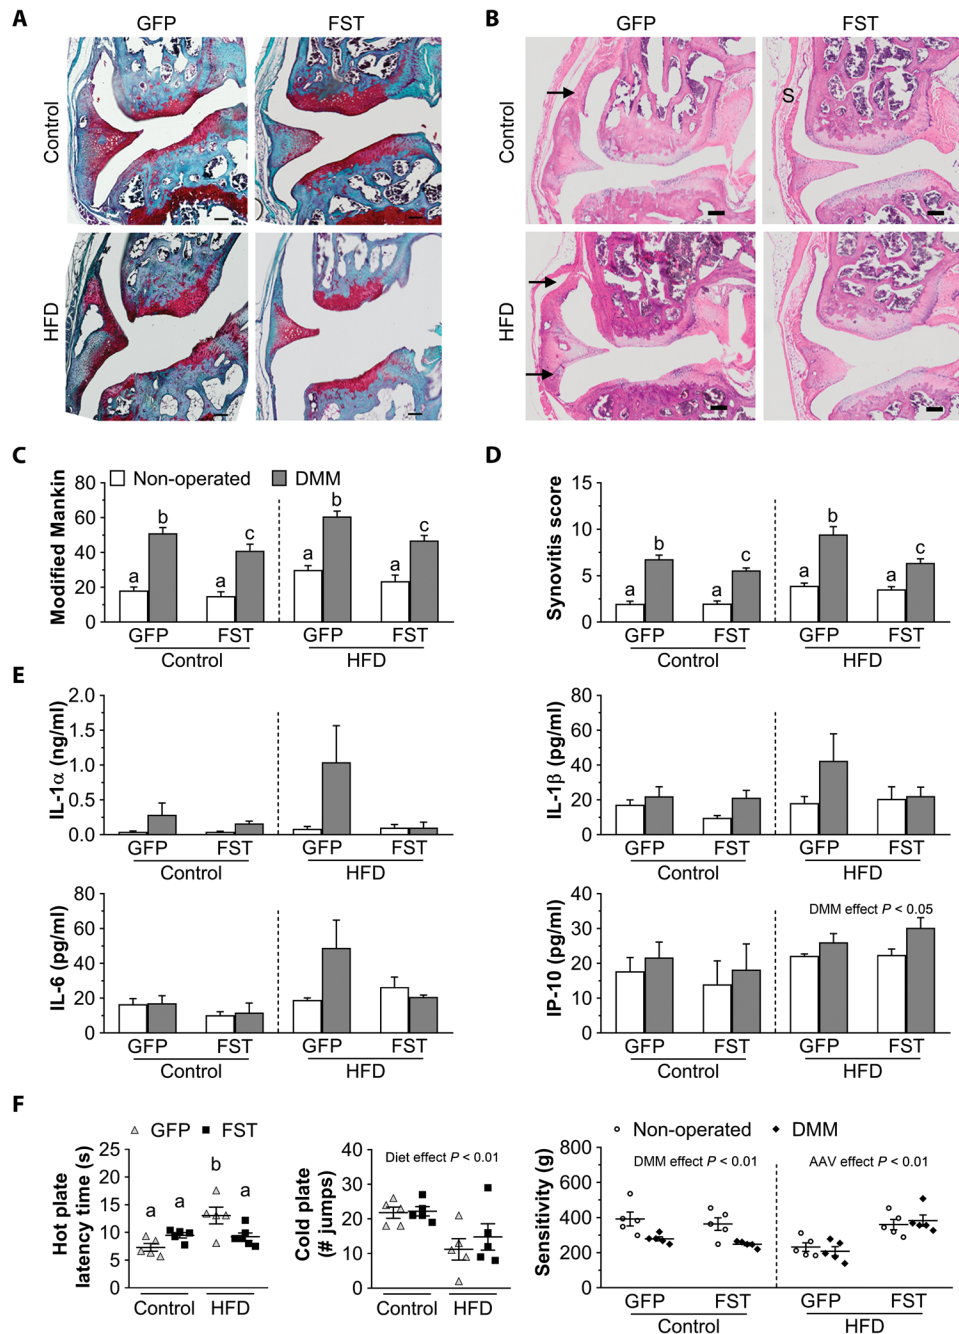 A
GFP
FST
Control
HFD
B
GFP
FST
Control
HFD
S
C
Modified Mankin
Non-operated
DMM
80
60
40
20
0
a
b
a
c
a
b
a
c
GFP
FST
GFP
FST
Control
HFD
D
Synovitis score
15
10
5
0
a
b
a
c
a
b
a
c
GFP
FST
GFP
FST
Control
HFD
E
IL-1α (ng/ml)
2.0
1.5
1.0
0.5
0.0
GFP
FST
GFP
FST
Control
HFD
IL-1β (pg/ml)
80
60
40
20
0
GFP
FST
GFP
FST
Control
HFD
IL-6 (pg/ml)
80
60
40
20
0
GFP
FST
GFP
FST
Control
HFD
IP-10 (pg/ml)
40
30
20
10
0
DMM effect P < 0.05
GFP
FST
GFP
FST
Control
HFD
F
GFP
FST
Hot plate
latency time (s)
25
20
15
10
5
0
a
a
b
a
Control
HFD
Cold plate
(# jumps)
40
30
20
10
0
Diet effect P < 0.01
Control
HFD
Non-operated
DMM
Sensitivity (g)
800
600
400
200
0
DMM effect P < 0.01
AAV effect P < 0.01
GFP
FST
GFP
FST
Control
HFD